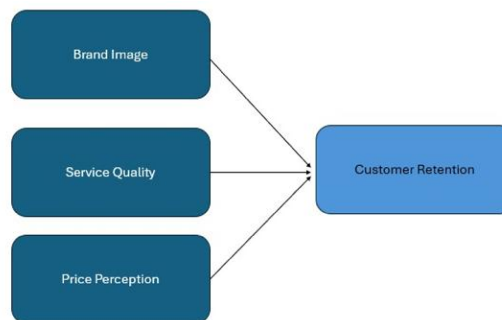 Brand Image
Service Quality
Customer Retention
Price Perception